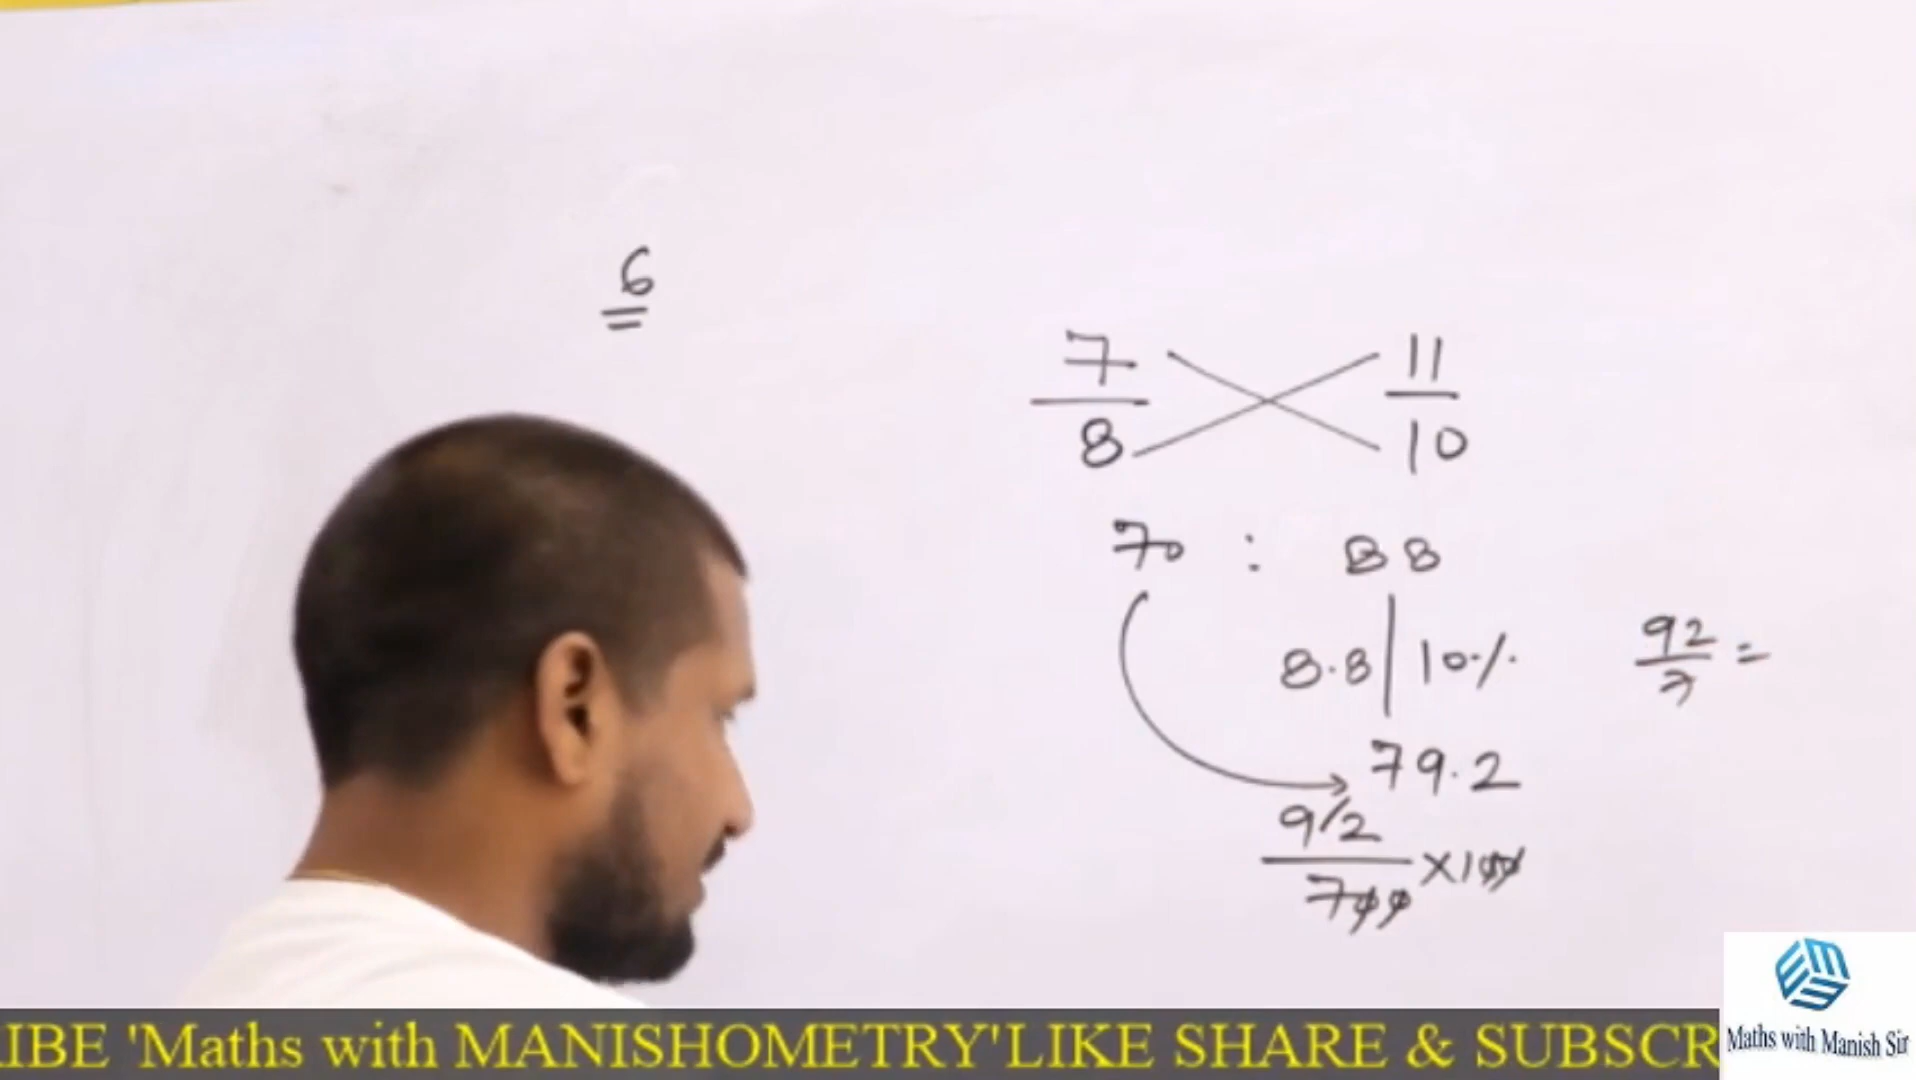 6
7 11
8 10
70 : 88
8.8 | 10%
92
7 =
79.2
9/2
700 ×100
RIBE 'Maths with MANISHOMETRY'LIKE SHARE & SUBSCR
Maths with Manish Sir